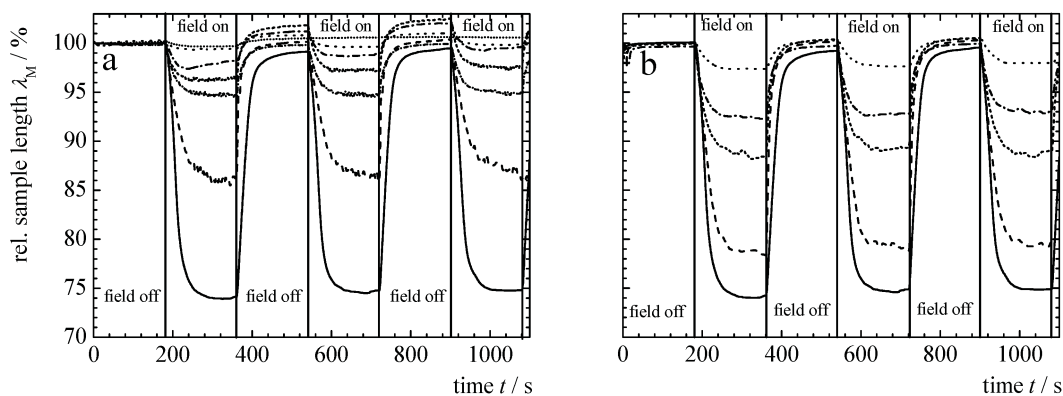 field on field on field on
100
a
95
90
85
80
75
70
field off field off field off
0 200 400 600 800 1000
time t / s
rel. sample length λM / %
field on field on field on
b
field off field off field off
0 200 400 600 800 1000
time t / s